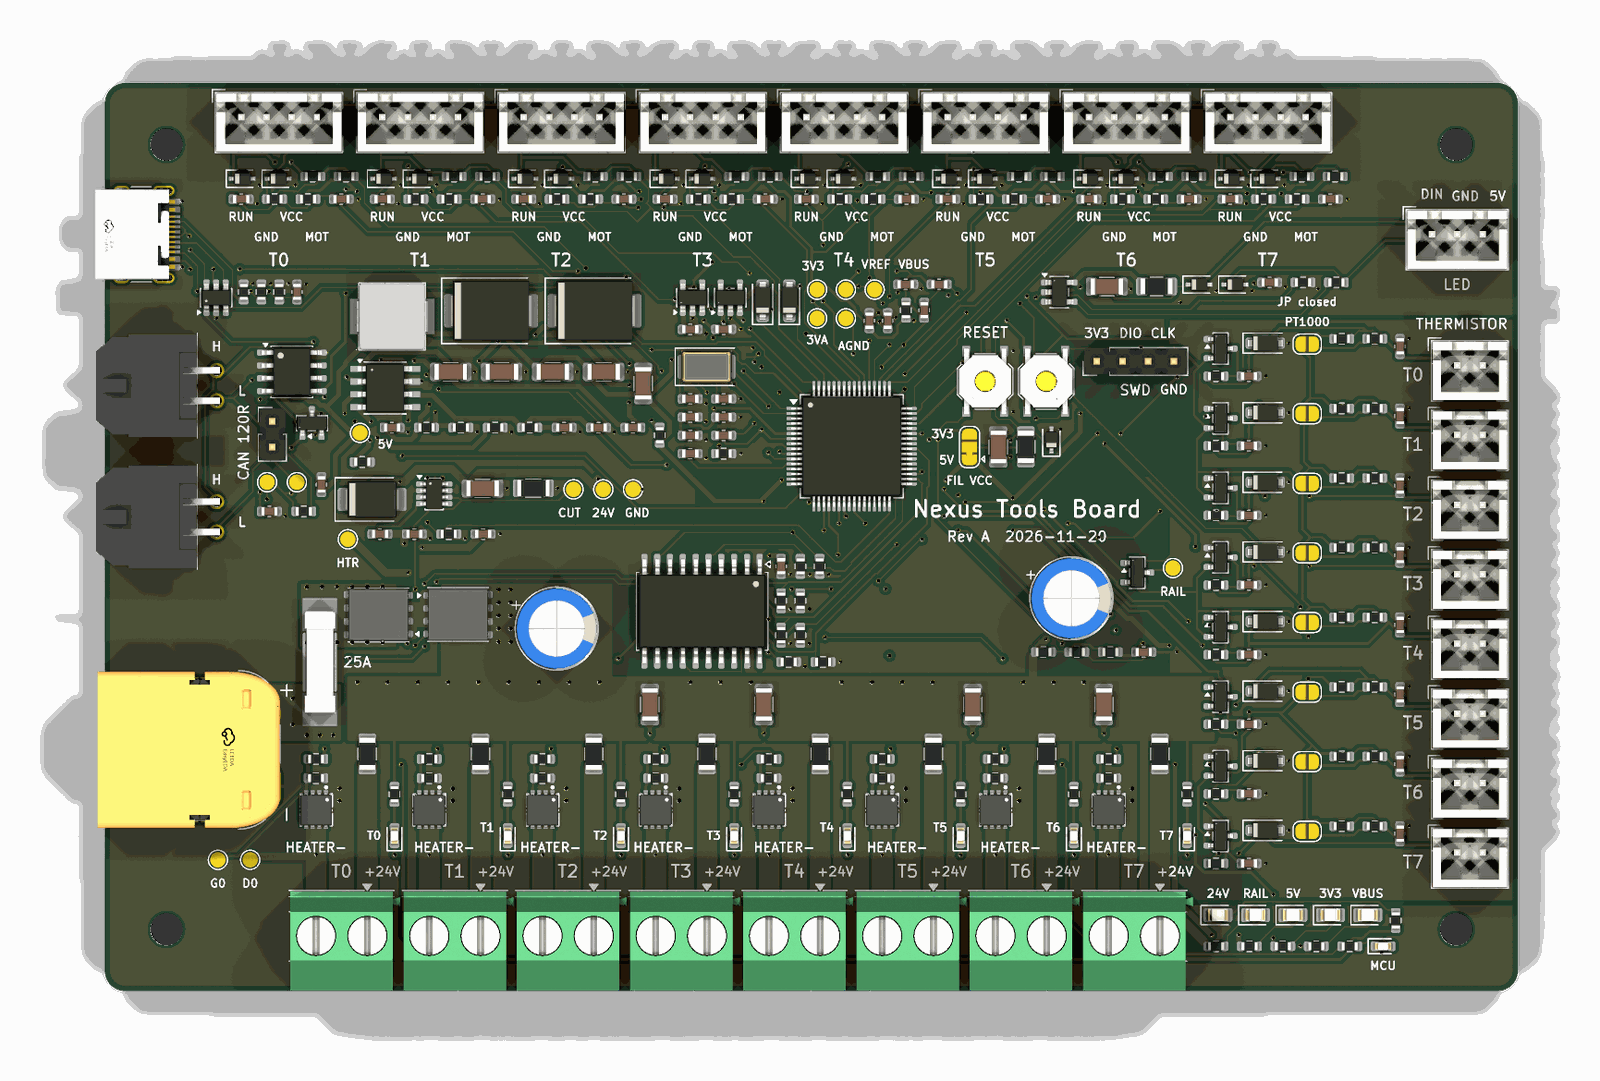 RUN VCC RUN VCC RUN VCC RUN VCC RUN VCC RUN VCC RUN VCC RUN VCC
GND MOT GND MOT GND MOT GND MOT GND MOT GND MOT GND MOT GND MOT
T0 T1 T2 T3 T4 T5 T6 T7
DIN GND 5V
LED
3V3 VREF VBUS
3VA AGND
JP closed
PT1000
THERMISTOR
RESET
3V3 DIO CLK
SWD GND
H
L
CAN 120R
H
L
5V
3V3
5V
FIL VCC
CUT 24V GND
HTR
Nexus Tools Board
Rev A 2026-11-20
RAIL
25A
+
+
+
-
T0
T1
T2
T3
T4
T5
T6
T7
T0 T1 T2 T3 T4 T5 T6 T7
HEATER- HEATER- HEATER- HEATER- HEATER- HEATER- HEATER- HEATER-
T0 +24V T1 +24V T2 +24V T3 +24V T4 +24V T5 +24V T6 +24V T7 +24V
G0 D0
24V RAIL 5V 3V3 VBUS
MCU